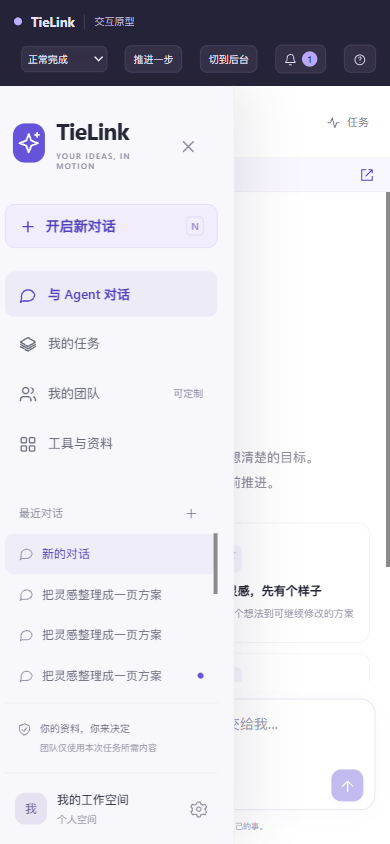 TieLink
交互原型
正常完成
推进一步
切到后台
1
TieLink
YOUR IDEAS, IN
MOTION
任务
开启新对话
N
与 Agent 对话
我的任务
我的团队
可定制
工具与资料
想清楚的目标。
前推进。
最近对话
新的对话
灵感，先有个样子
把灵感整理成一页方案
个想法到可继续修改的方案
把灵感整理成一页方案
把灵感整理成一页方案
你的资料，你来决定
交给我...
团队仅使用本次任务所需内容
我
我的工作空间
个人空间
己的事。